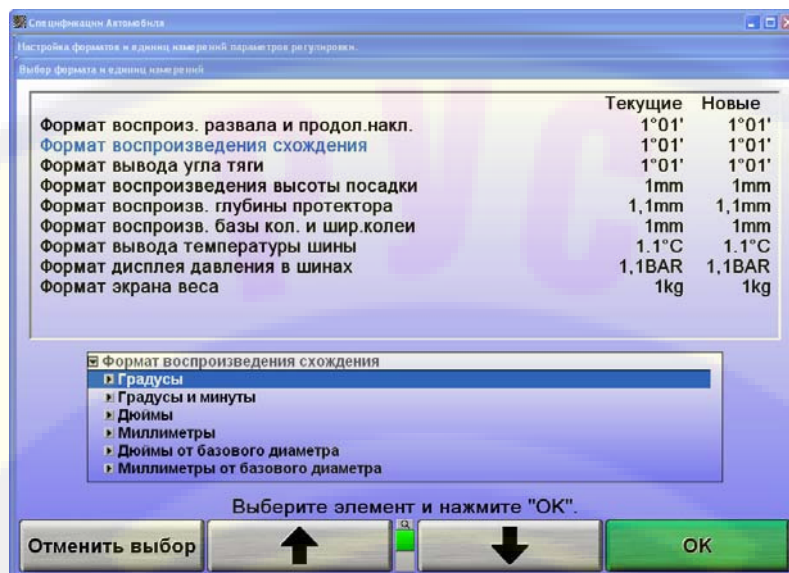 Спецификации Автомобиля
Настройка форматов и единиц измерений параметров регулировки.
Выбор формата и единиц измерений
Текущие Новые
Формат воспроиз. развала и продол.накл. 1°01' 1°01'
Формат воспроизведения схождения 1°01' 1°01'
Формат вывода угла тяги 1°01' 1°01'
Формат воспроизведения высоты посадки 1mm 1mm
Формат воспроизв. глубины протектора 1,1mm 1,1mm
Формат воспроизв. базы кол. и шир.колеи 1mm 1mm
Формат вывода температуры шины 1.1°C 1.1°C
Формат дисплея давления в шинах 1,1BAR 1,1BAR
Формат экрана веса 1kg 1kg
Формат воспроизведения схождения
Градусы
Градусы и минуты
Дюймы
Миллиметры
Дюймы от базового диаметра
Миллиметры от базового диаметра
Выберите элемент и нажмите "OK".
Отменить выбор OK
РУС